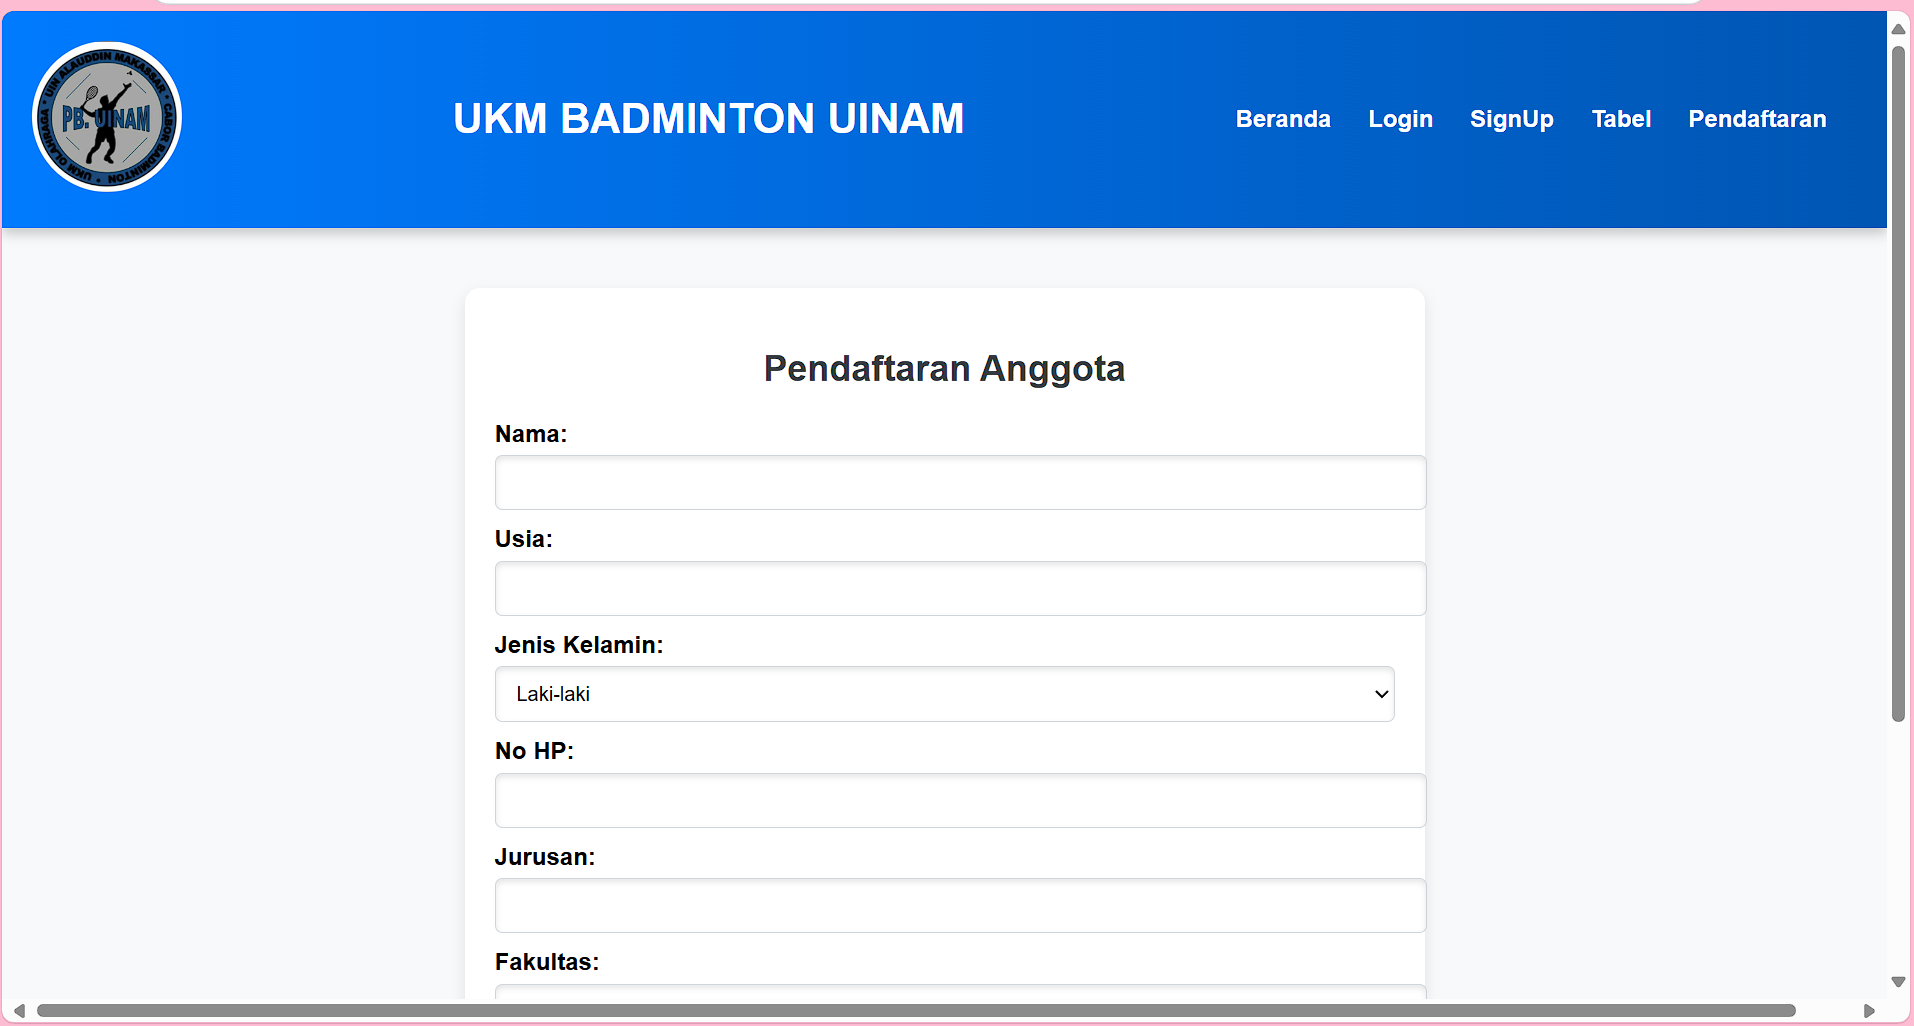 UIN ALAUDDIN MAKASSAR
CABOR BADMINTON
UKM OLAHRAGA
PB. UINAM
UKM BADMINTON UINAM
Beranda Login SignUp Tabel Pendaftaran
Pendaftaran Anggota
Nama:
Usia:
Jenis Kelamin:
Laki-laki
No HP:
Jurusan:
Fakultas: